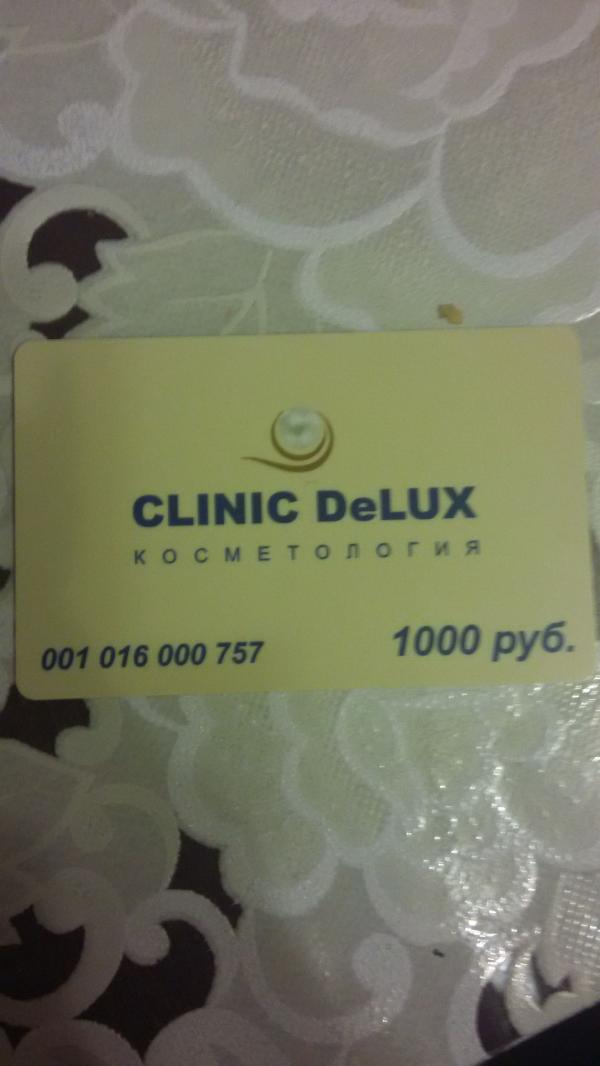 CLINIC DeLUX
КОСМЕТОЛОГИЯ
001 016 000 757
1000 руб.